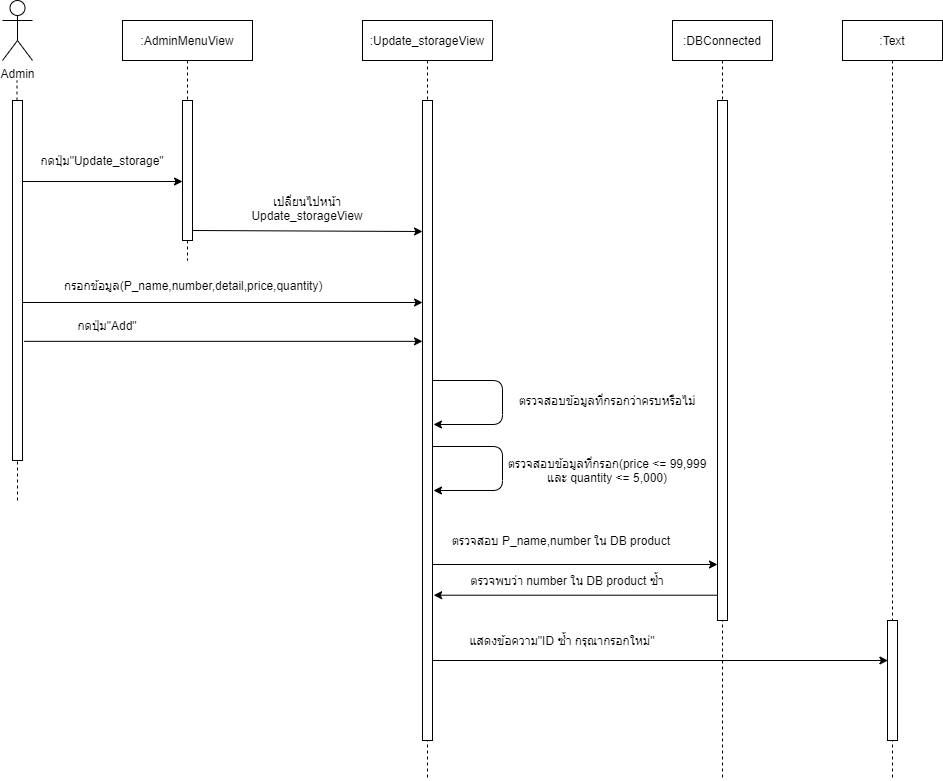 :AdminMenuView
:Update_storageView
:DBConnected
:Text
Admin
กดปุ่ม"Update_storage"
เปลี่ยนไปหน้า
Update_storageView
กรอกข้อมูล(P_name,number,detail,price,quantity)
กดปุ่ม"Add"
ตรวจสอบข้อมูลที่กรอกว่าครบหรือไม่
ตรวจสอบข้อมูลที่กรอก(price <= 99,999
และ quantity <= 5,000)
ตรวจสอบ P_name,number ใน DB product
ตรวจพบว่า number ใน DB product ซ้ำ
แสดงข้อความ"ID ซ้ำ กรุณากรอกใหม่"